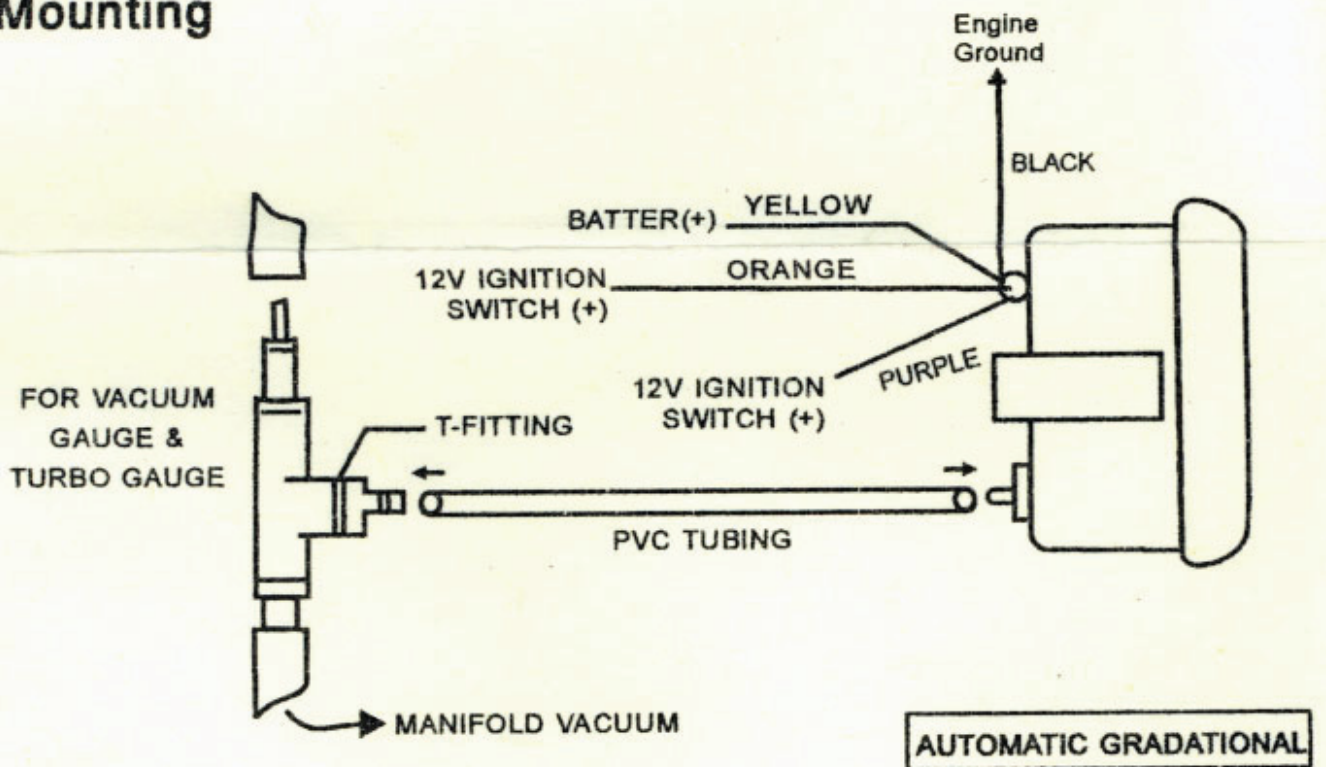 Mounting
Engine
Ground
BLACK
BATTER(+) YELLOW
12V IGNITION
SWITCH (+)
ORANGE
12V IGNITION
SWITCH (+)
PURPLE
FOR VACUUM
GAUGE &
TURBO GAUGE
T-FITTING
PVC TUBING
MANIFOLD VACUUM
AUTOMATIC GRADATIONAL